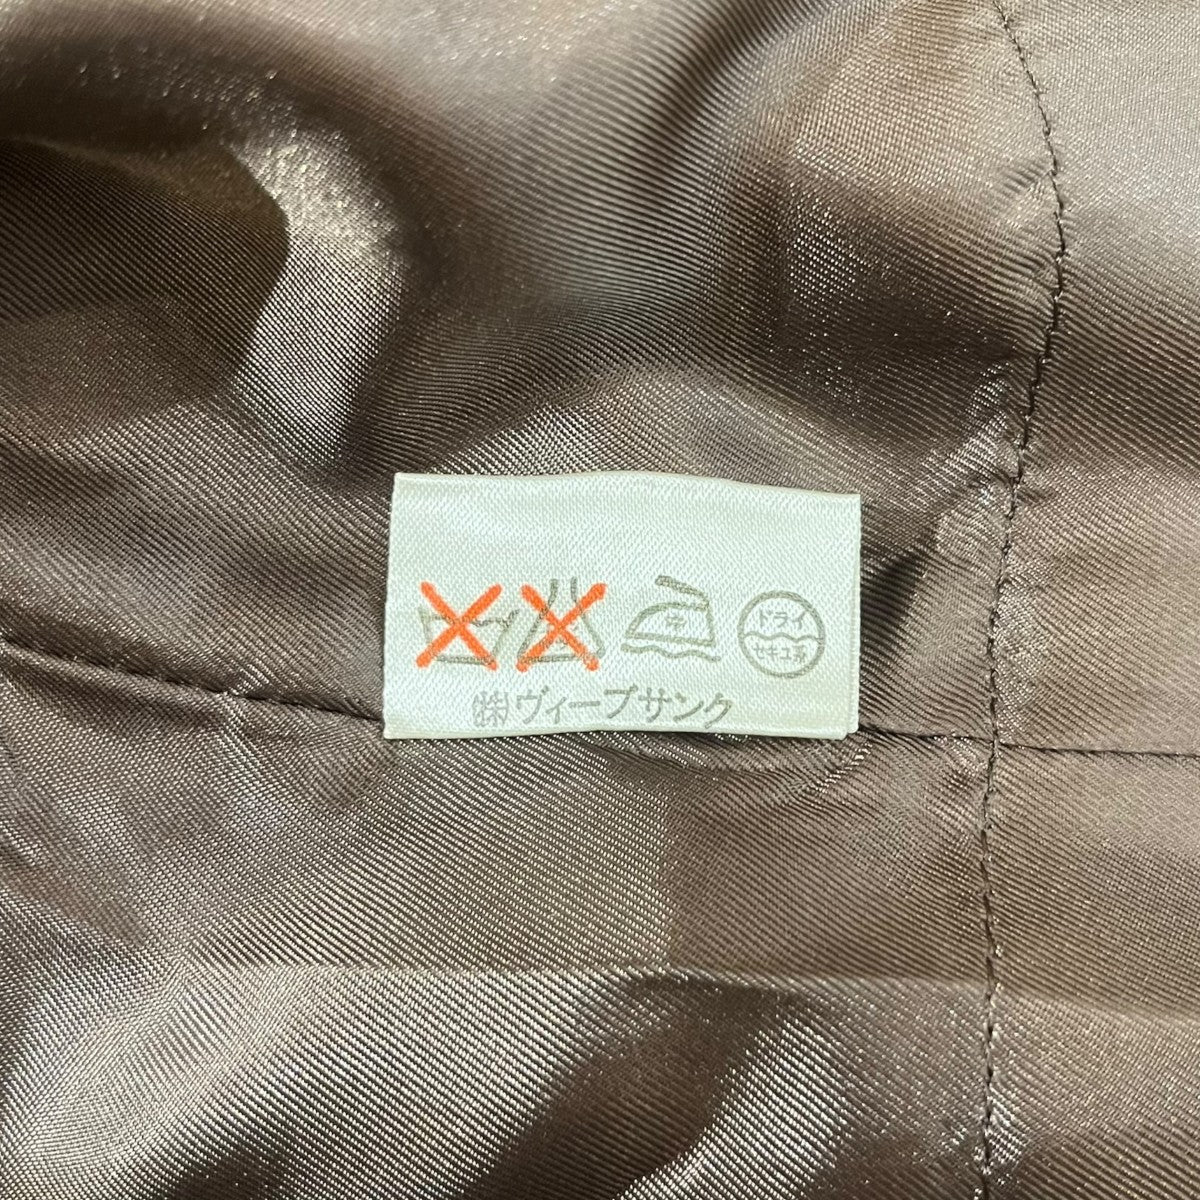 中
ドライ
セキユ系
㈱ヴィーブサンク